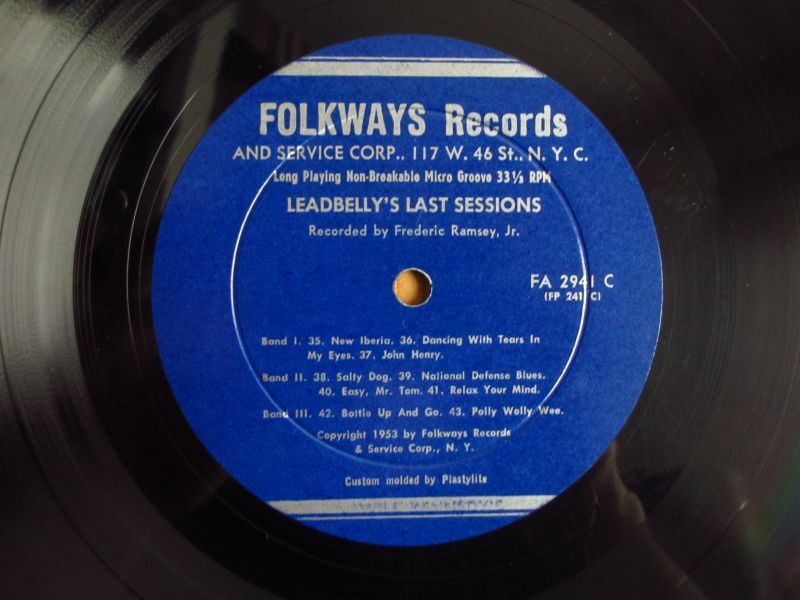 FOLKWAYS Records
AND SERVICE CORP., 117 W. 46 St., N. Y. C.
Long Playing Non-Breakable Micro Groove 33⅓ RPM
LEADBELLY'S LAST SESSIONS
Recorded by Frederic Ramsey, Jr.
FA 2941 C
(FP 241 C)
Band I. 35. New Iberia. 36. Dancing With Tears In
My Eyes. 37. John Henry.
Band II. 38. Salty Dog. 39. National Defense Blues.
40. Easy, Mr. Tom. 41. Relax Your Mind.
Band III. 42. Bottle Up And Go. 43. Polly Wolly Wee.
Copyright 1953 by Folkways Records
& Service Corp., N. Y.
Custom molded by Plastylite